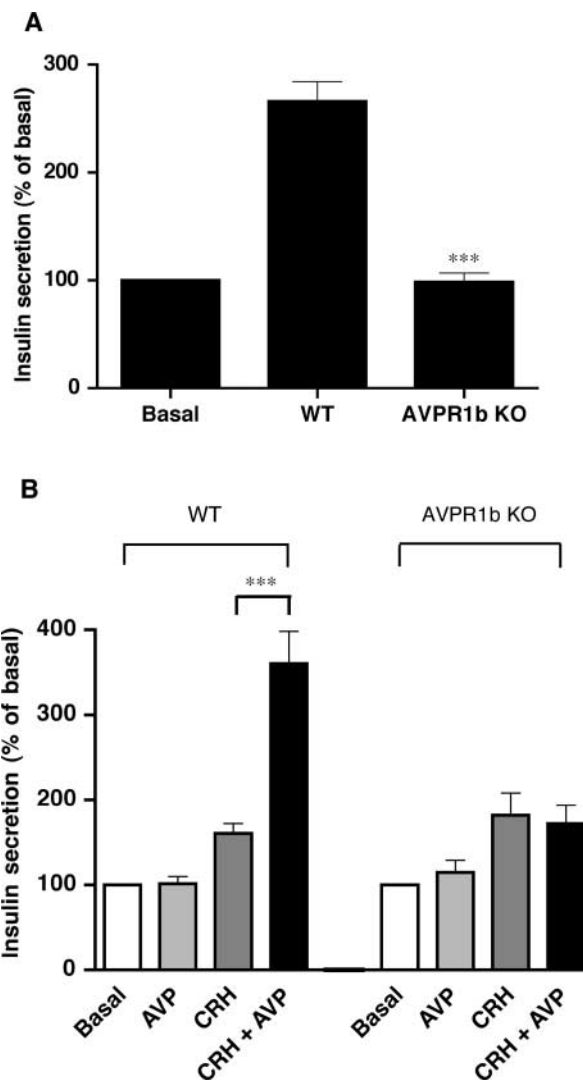 A
Insulin secretion (% of basal)
300
200
100
0
***
Basal
WT
AVPR1b KO
B
WT
AVPR1b KO
***
Insulin secretion (% of basal)
400
300
200
100
0
Basal
AVP
CRH
CRH + AVP
Basal
AVP
CRH
CRH + AVP